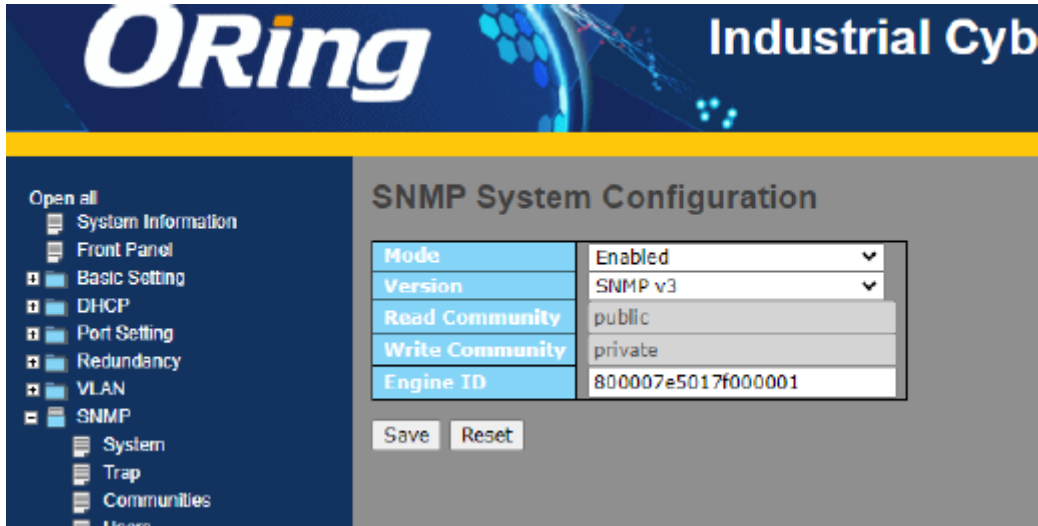 ORing
Industrial Cyb
Open all
System Information
Front Panel
Basic Setting
DHCP
Port Setting
Redundancy
VLAN
SNMP
System
Trap
Communities
Users
SNMP System Configuration
Mode Enabled
Version SNMP v3
Read Community public
Write Community private
Engine ID 800007e5017f000001
Save Reset